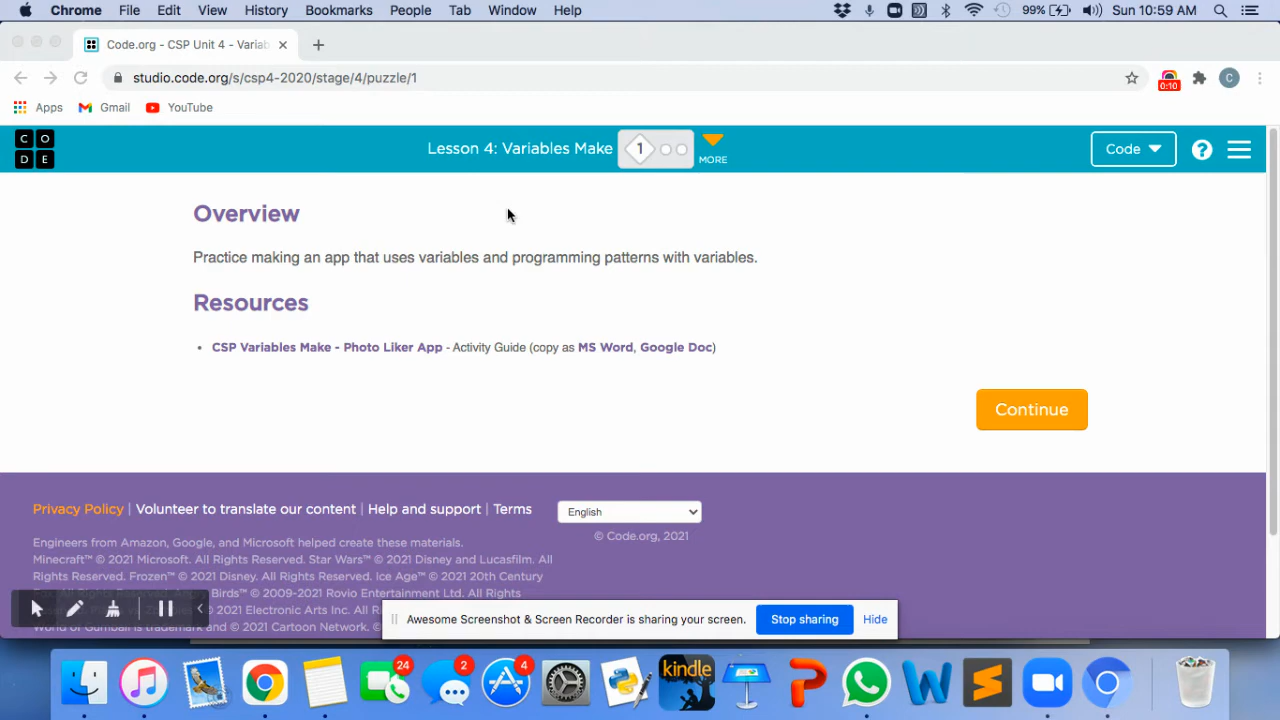 Chrome File Edit View History Bookmarks People Tab Window Help 99% Sun 10:59 AM
Code.org - CSP Unit 4 - Variab
studio.code.org/s/csp4-2020/stage/4/puzzle/1 0:10 C
Apps Gmail YouTube
C O D E Lesson 4: Variables Make 1 MORE Code ?
Overview
Practice making an app that uses variables and programming patterns with variables.
Resources
• CSP Variables Make - Photo Liker App - Activity Guide (copy as MS Word, Google Doc)
Continue
Privacy Policy | Volunteer to translate our content | Help and support | Terms English
© Code.org, 2021
Engineers from Amazon, Google, and Microsoft helped create these materials.
Minecraft™ © 2021 Microsoft. All Rights Reserved. Star Wars™ © 2021 Disney and Lucasfilm. All
Rights Reserved. Frozen™ © 2021 Disney. All Rights Reserved. Ice Age™ © 2021 20th Century
Birds™ © 2009-2021 Rovio Entertainment Ltd. All Rights
2021 Electronic Arts Inc. All
© 2021 Cartoon Network.
Awesome Screenshot & Screen Recorder is sharing your screen. Stop sharing Hide
24 2 4 kindle